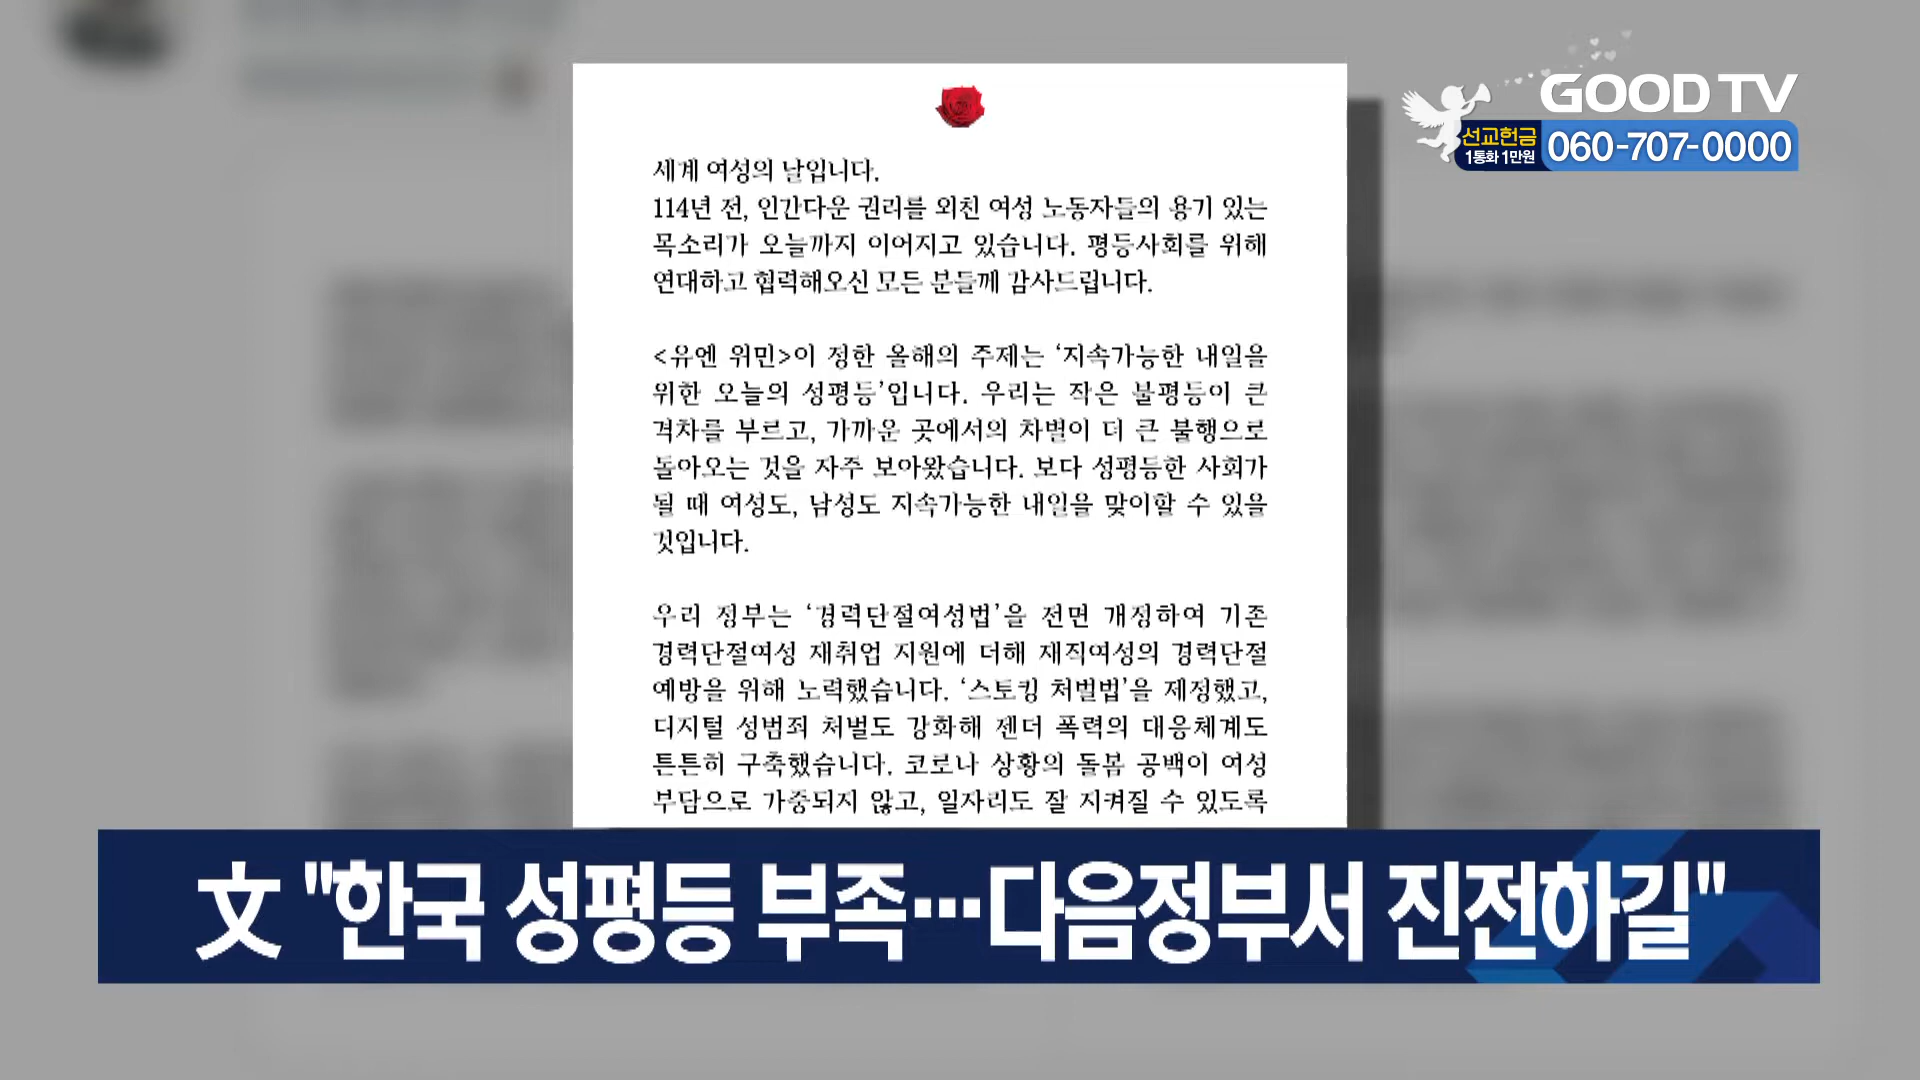 GOOD TV
선교헌금
1통화 1만원
060-707-0000
세계 여성의 날입니다.
114년 전, 인간다운 권리를 외친 여성 노동자들의 용기 있는
목소리가 오늘까지 이어지고 있습니다. 평등사회를 위해
연대하고 협력해오신 모든 분들께 감사드립니다.
<유엔 위민>이 정한 올해의 주제는 ‘지속가능한 내일을
위한 오늘의 성평등’입니다. 우리는 작은 불평등이 큰
격차를 부르고, 가까운 곳에서의 차별이 더 큰 불행으로
돌아오는 것을 자주 보아왔습니다. 보다 성평등한 사회가
될 때 여성도, 남성도 지속가능한 내일을 맞이할 수 있을
것입니다.
우리 정부는 ‘경력단절여성법’을 전면 개정하여 기존
경력단절여성 재취업 지원에 더해 재직여성의 경력단절
예방을 위해 노력했습니다. ‘스토킹 처벌법’을 제정했고,
디지털 성범죄 처벌도 강화해 젠더 폭력의 대응체계도
튼튼히 구축했습니다. 코로나 상황의 돌봄 공백이 여성
부담으로 가중되지 않고, 일자리도 잘 지켜질 수 있도록
文 "한국 성평등 부족…다음정부서 진전하길"